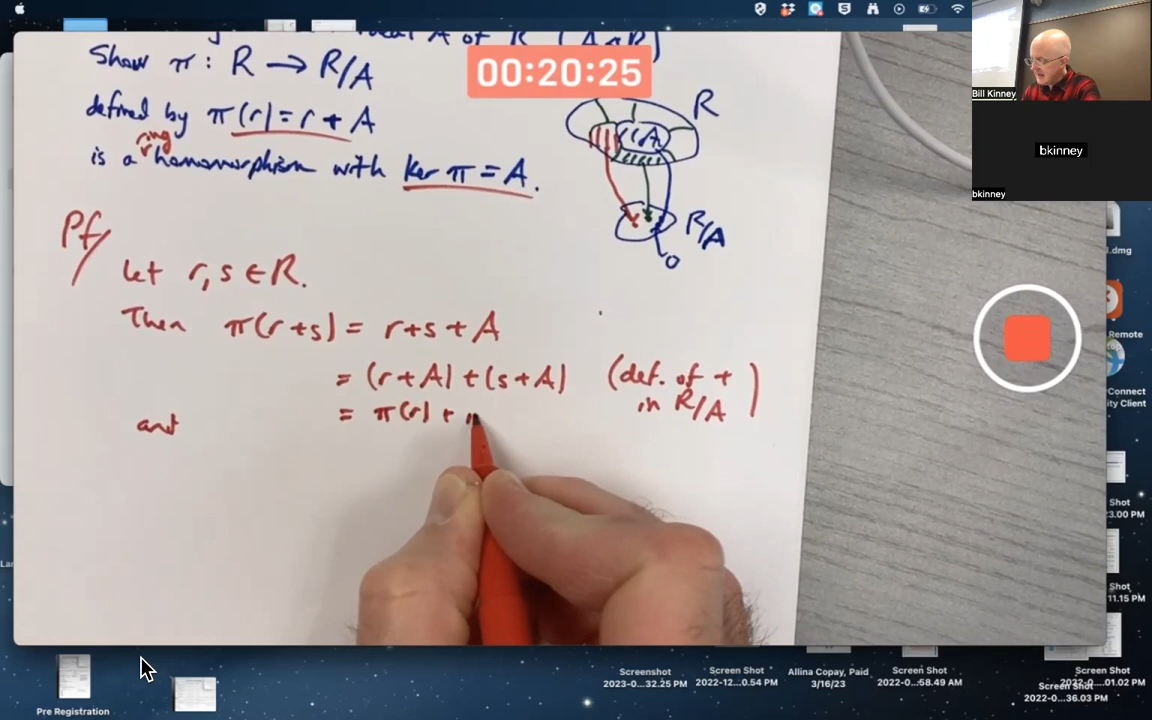 00:20:25
Show π : R → R/A
defined by π(r) = r + A
ring
is a homomorphism with ker π = A.
R
A
R/A
0
Pf/
Let r, s ∈ R.
Then π(r+s) = r+s+A
= (r+A) + (s+A) (def. of +
in R/A)
= π(r) +
and
Bill Kinney
bkinney
bkinney
.dmg
Remote
Connect
ity Client
Shot
3.00 PM
Shot
11.15 PM
Pre Registration
Screenshot
2023-0...32.25 PM
Screen Shot
2022-12...0.54 PM
Allina Copay, Paid
3/16/23
Screen Shot
2022-0...:58.49 AM
Screen Shot
2022-0....01.02 PM
Screen Shot
2022-0...36.03 PM